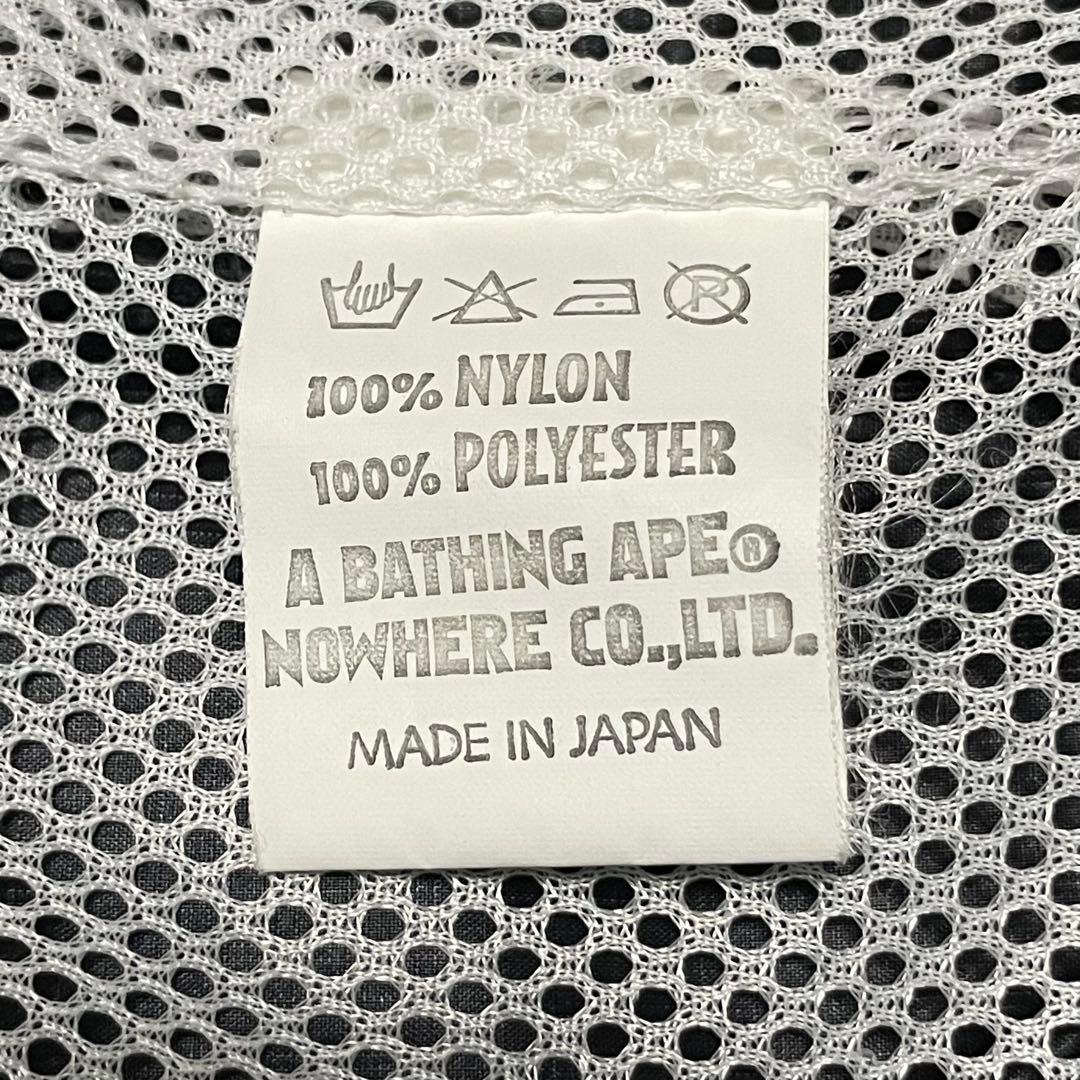 100% NYLON
100% POLYESTER
A BATHING APE®
NOWHERE CO.,LTD.
MADE IN JAPAN